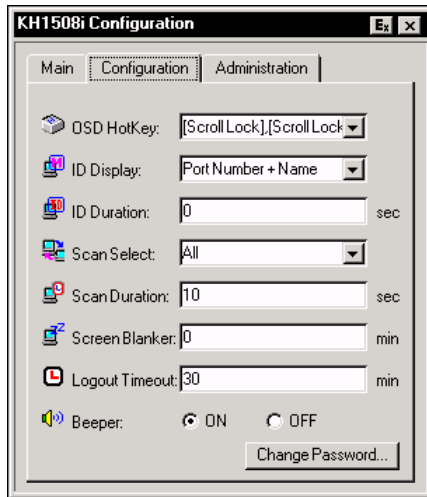 KH1508i Configuration
Main Configuration Administration
OSD HotKey: [Scroll Lock],[Scroll Lock
ID Display: Port Number + Name
ID Duration: 0 sec
Scan Select: All
Scan Duration: 10 sec
Screen Blanker: 0 min
Logout Timeout: 30 min
Beeper: ON OFF
Change Password...